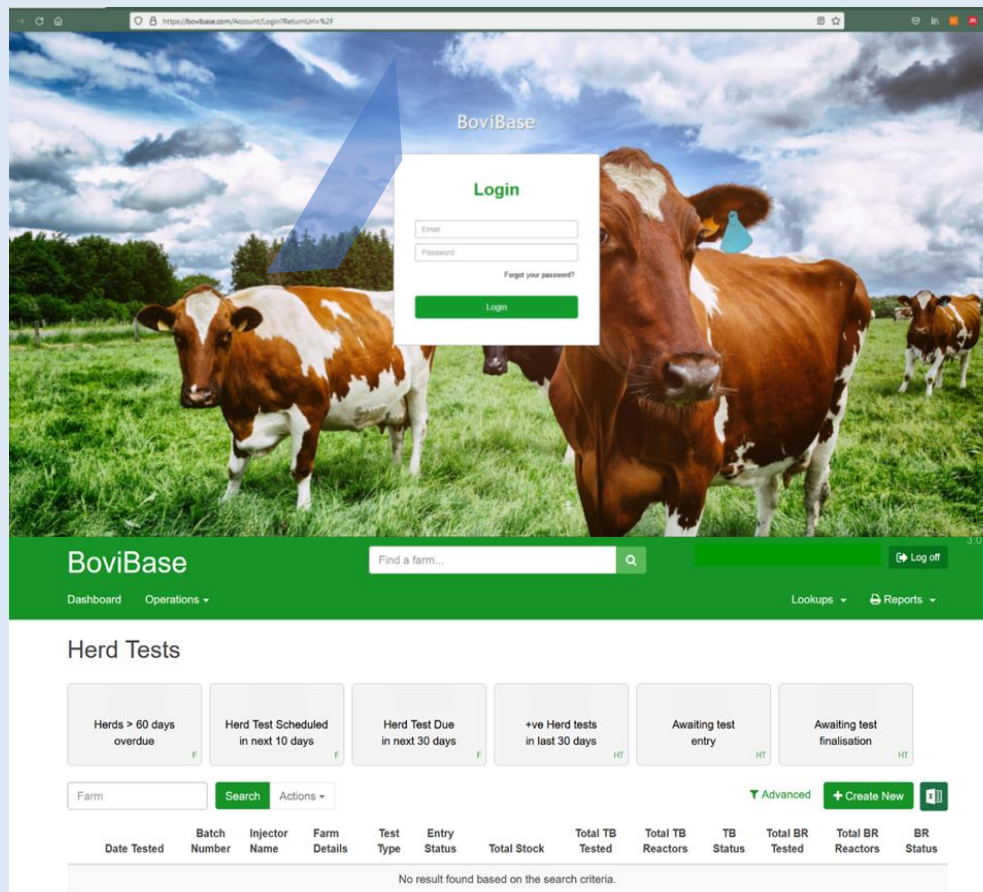 https://bovibase.com/Account/Login?ReturnUrl=%2F
BoviBase
Login
Email
Password
Forgot your password?
Login
3.0
BoviBase
Find a farm...
Log off
Dashboard Operations
Lookups Reports
Herd Tests
Herds > 60 days
overdue
F
Herd Test Scheduled
in next 10 days
F
Herd Test Due
in next 30 days
F
+ve Herd tests
in last 30 days
HT
Awaiting test
entry
HT
Awaiting test
finalisation
HT
Farm Search Actions Advanced + Create New
Date Tested Batch Number Injector Name Farm Details Test Type Entry Status Total Stock Total TB Tested Total TB Reactors TB Status Total BR Tested Total BR Reactors BR Status
No result found based on the search criteria.